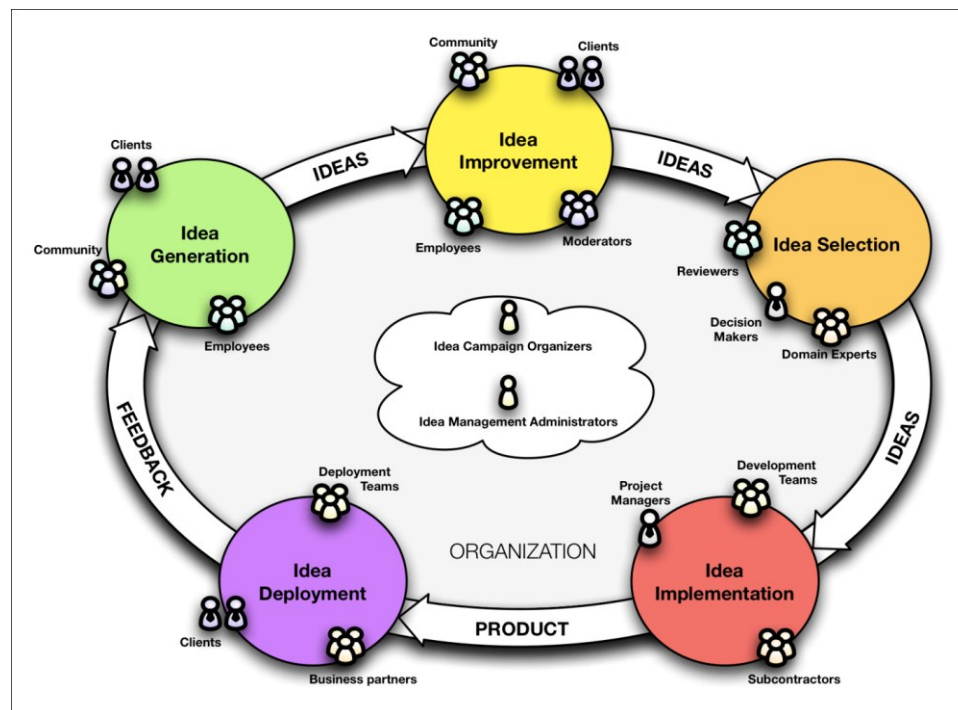 Community
Clients
Idea
Improvement
Employees
Moderators
IDEAS
IDEAS
Clients
Community
Idea
Generation
Employees
Idea Selection
Reviewers
Decision
Makers
Domain Experts
Idea Campaign Organizers
Idea Management Administrators
IDEAS
FEEDBACK
Deployment
Teams
Idea
Deployment
Clients
Business partners
ORGANIZATION
PRODUCT
Project
Managers
Development
Teams
Idea
Implementation
Subcontractors